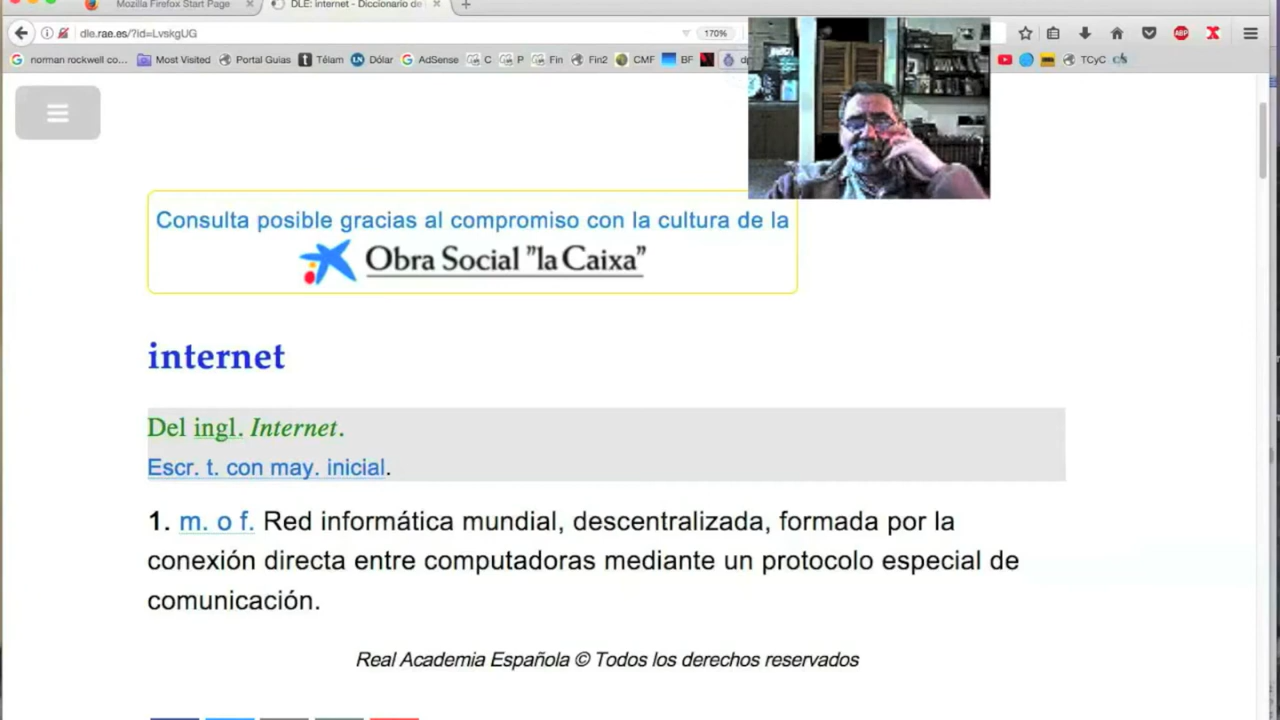 Mozilla Firefox Start Page
DLE: internet - Diccionario de
dle.rae.es/?id=LvskgUG
170%
ABP
norman rockwell co...
Most Visited
Portal Guias
Télam
Dólar
AdSense
C
P
Fin
Fin2
CMF
BF
TCyC
Consulta posible gracias al compromiso con la cultura de la
Obra Social "la Caixa"
internet
Del ingl. Internet.
Escr. t. con may. inicial.
1. m. o f. Red informática mundial, descentralizada, formada por la
conexión directa entre computadoras mediante un protocolo especial de
comunicación.
Real Academia Española © Todos los derechos reservados